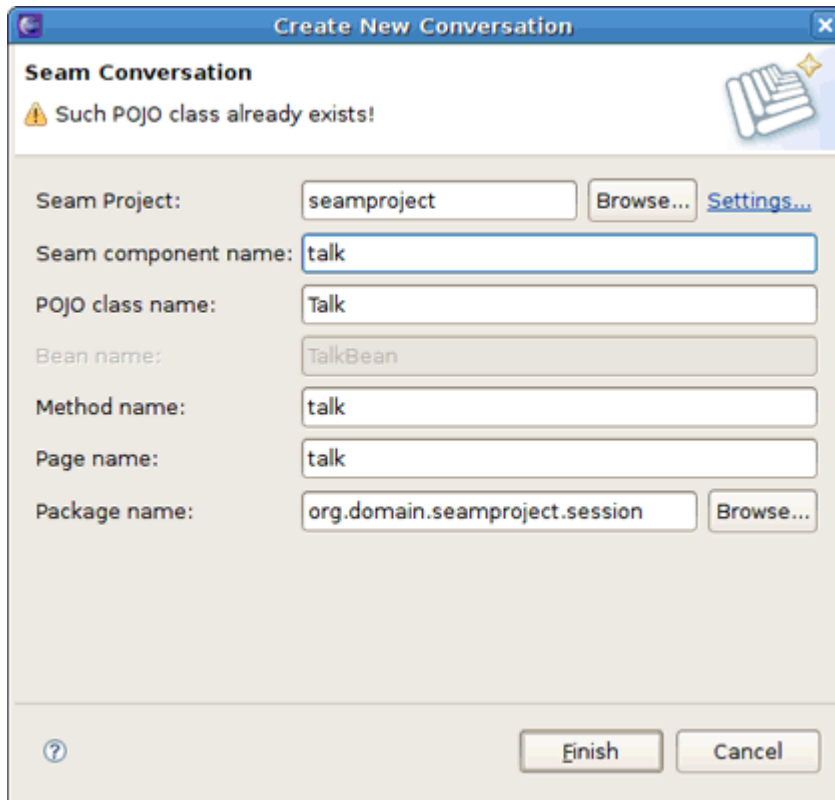 Create New Conversation
Seam Conversation
Such POJO class already exists!
Seam Project: seamproject Browse... Settings...
Seam component name: talk
POJO class name: Talk
Bean name: TalkBean
Method name: talk
Page name: talk
Package name: org.domain.seamproject.session Browse...
Finish Cancel